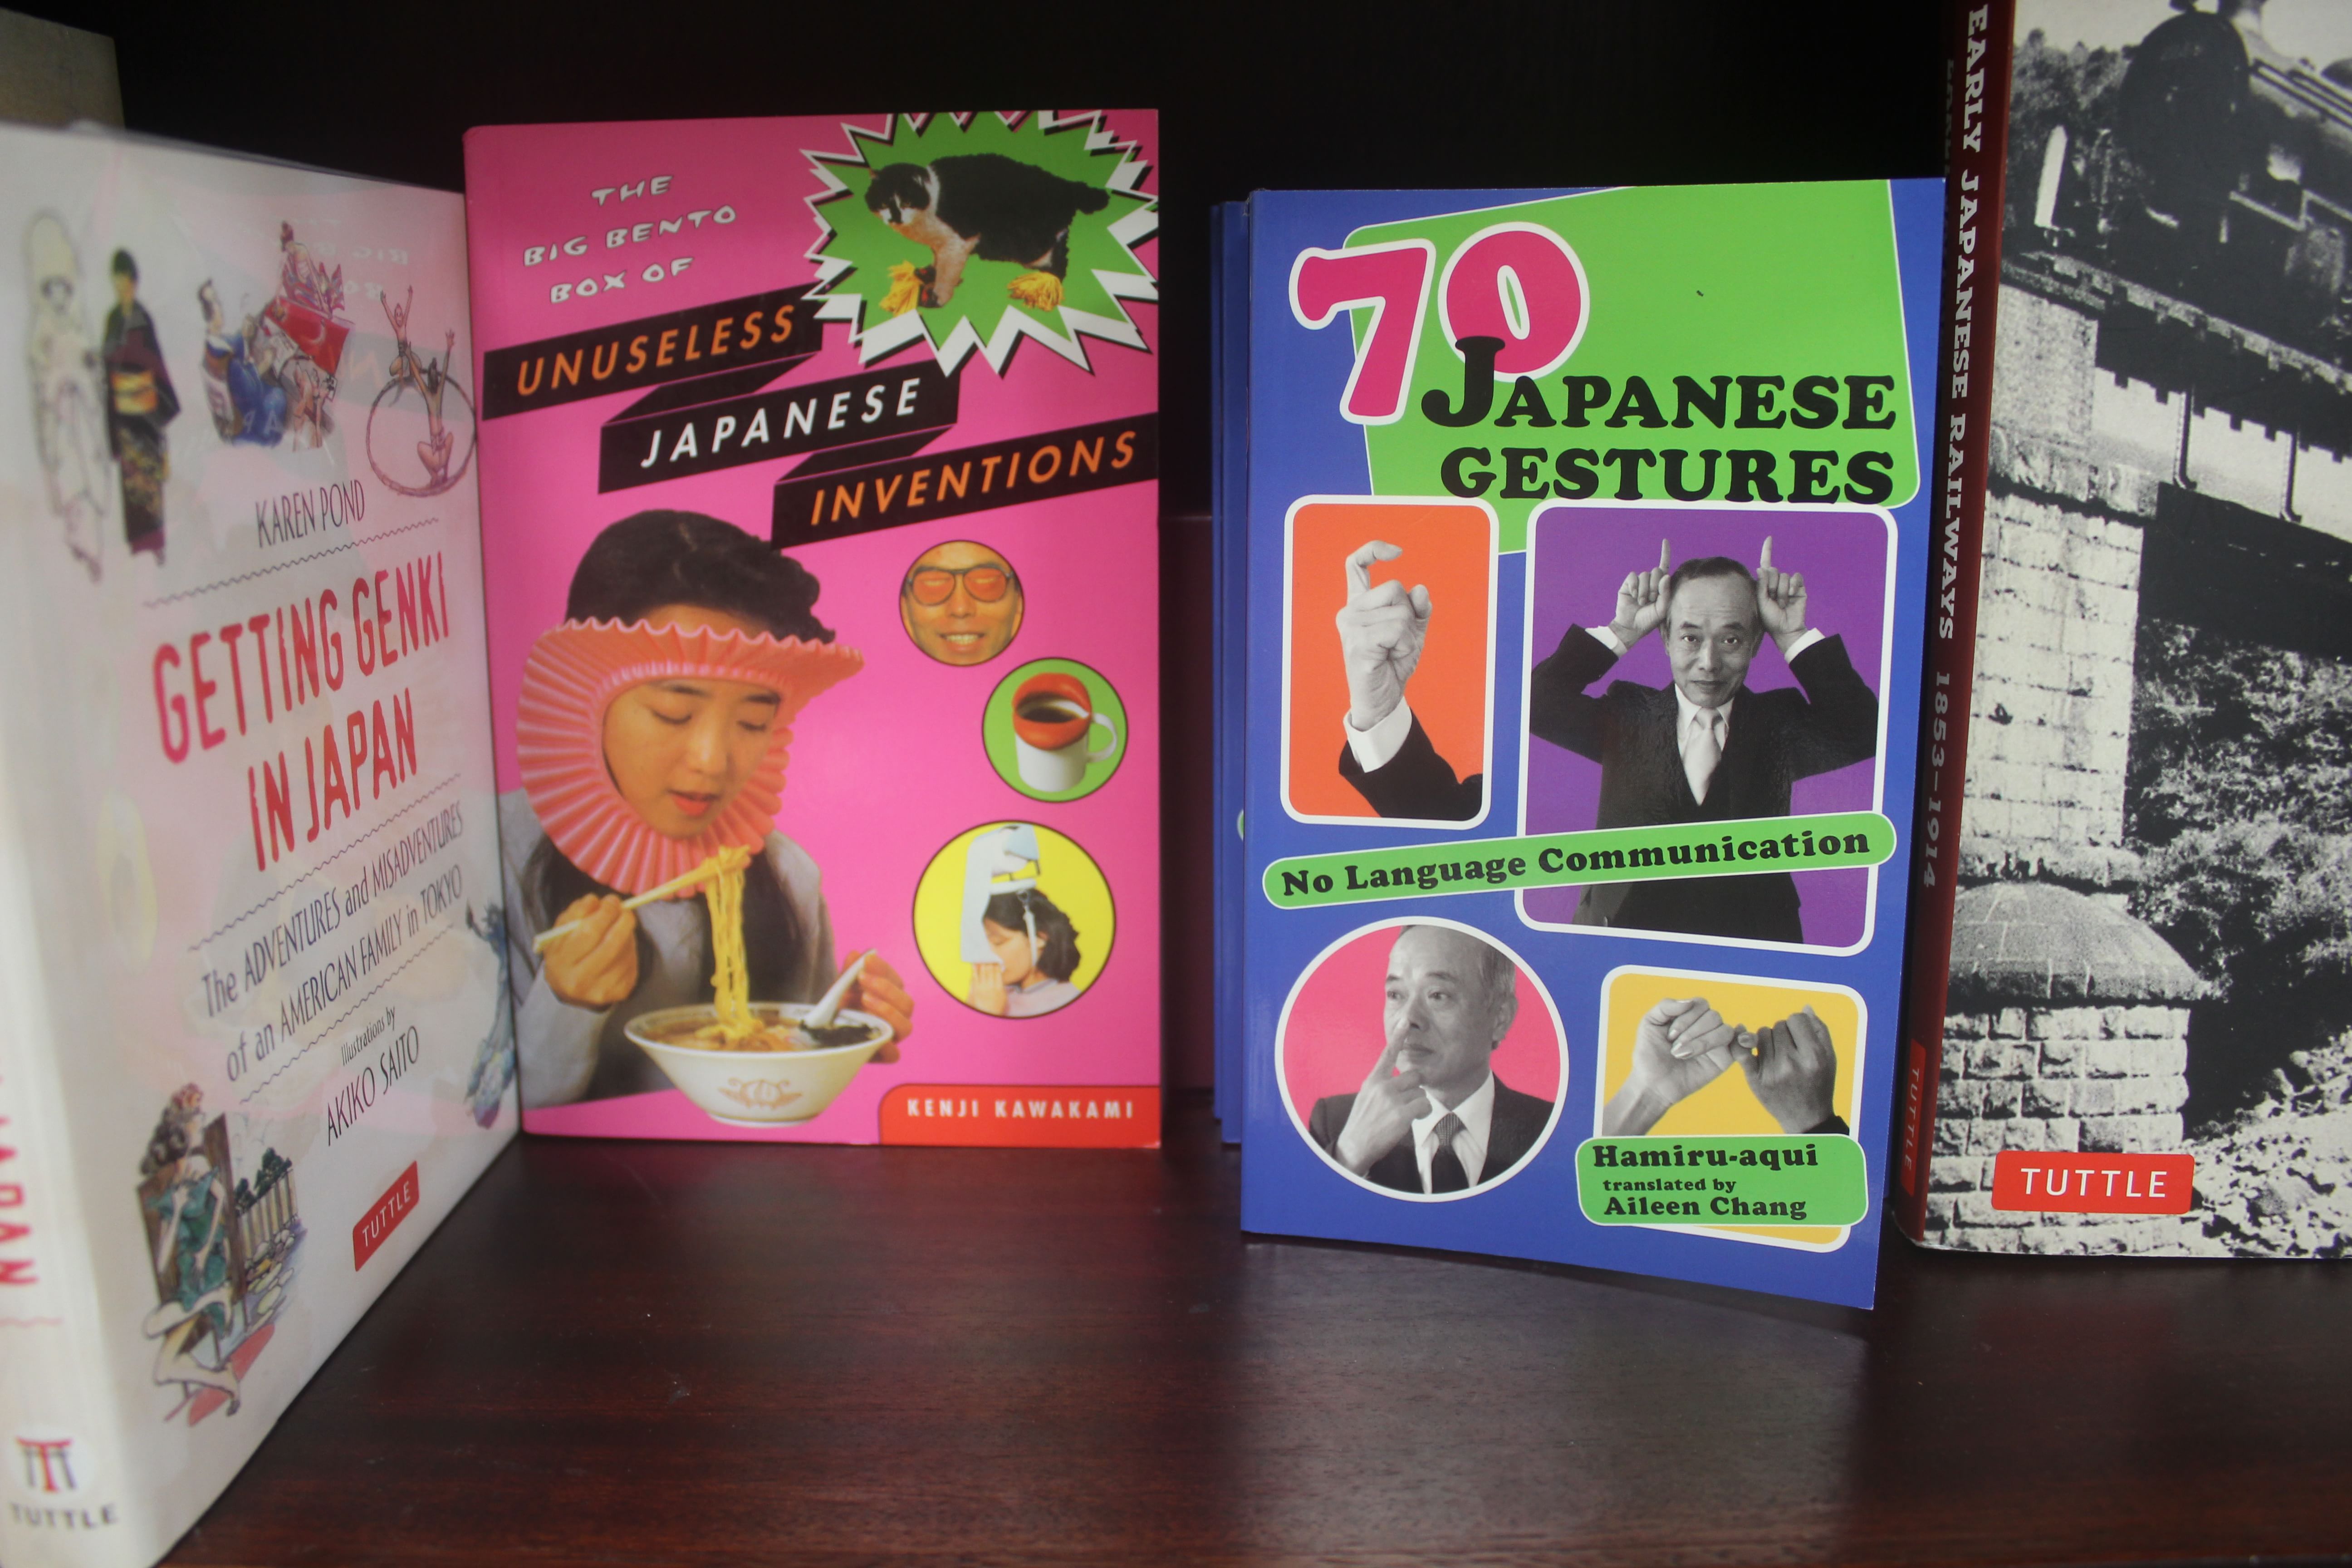 KAREN POND
GETTING GENKI
IN JAPAN
The ADVENTURES and MISADVENTURES
of an AMERICAN FAMILY in TOKYO
Illustrations by
AKIKO SAITO
TUTTLE
TUTTLE
THE
BIG BENTO
BOX OF
UNUSELESS
JAPANESE
INVENTIONS
KENJI KAWAKAMI
70
JAPANESE
GESTURES
No Language Communication
Hamiru-aqui
translated by
Aileen Chang
EARLY JAPANESE RAILWAYS 1853–1914
TUTTLE
TUTTLE